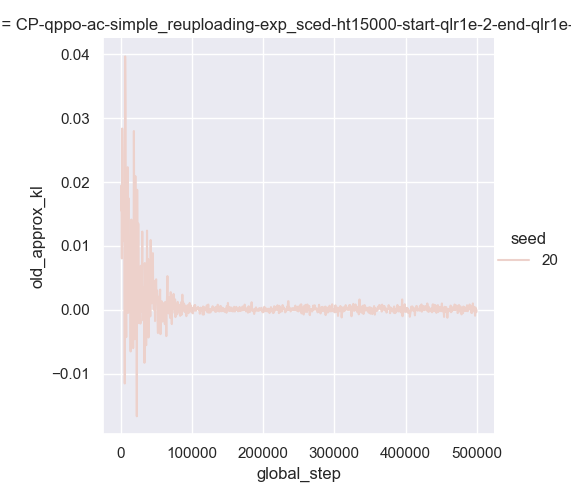 = CP-qppo-ac-simple_reuploading-exp_sced-ht15000-start-qlr1e-2-end-qlr1e-
0.04
0.03
0.02
0.01
0.00
−0.01
old_approx_kl
0 100000 200000 300000 400000 500000
global_step
seed
20